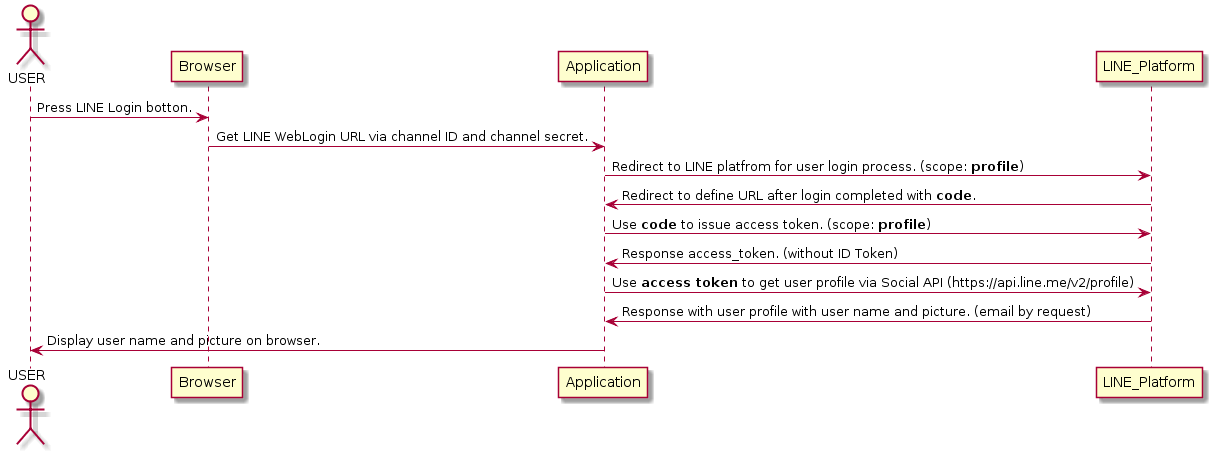 USER
Browser
Application
LINE_Platform
Press LINE Login botton.
Get LINE WebLogin URL via channel ID and channel secret.
Redirect to LINE platfrom for user login process. (scope: profile)
Redirect to define URL after login completed with code.
Use code to issue access token. (scope: profile)
Response access_token. (without ID Token)
Use access token to get user profile via Social API (https://api.line.me/v2/profile)
Response with user profile with user name and picture. (email by request)
Display user name and picture on browser.
USER
Browser
Application
LINE_Platform